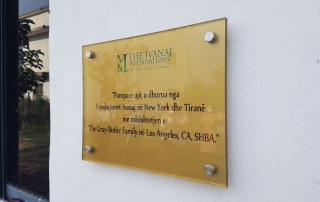 THE IVANAJ
FOUNDATIONS
"Pompa e ujit u dhurua nga
Fondacionet Ivanaj në New York dhe Tiranë
me mbështetjen e
"The Gray-Butler Family në Los Angeles, CA, SHBA."